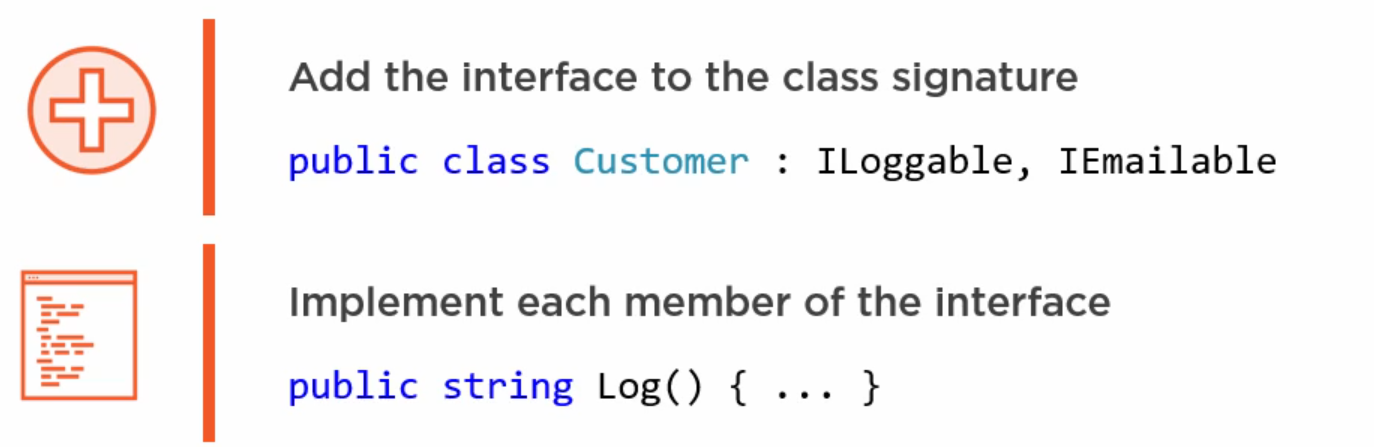 Add the interface to the class signature
public class Customer : ILoggable, IEmailable
Implement each member of the interface
public string Log() { ... }